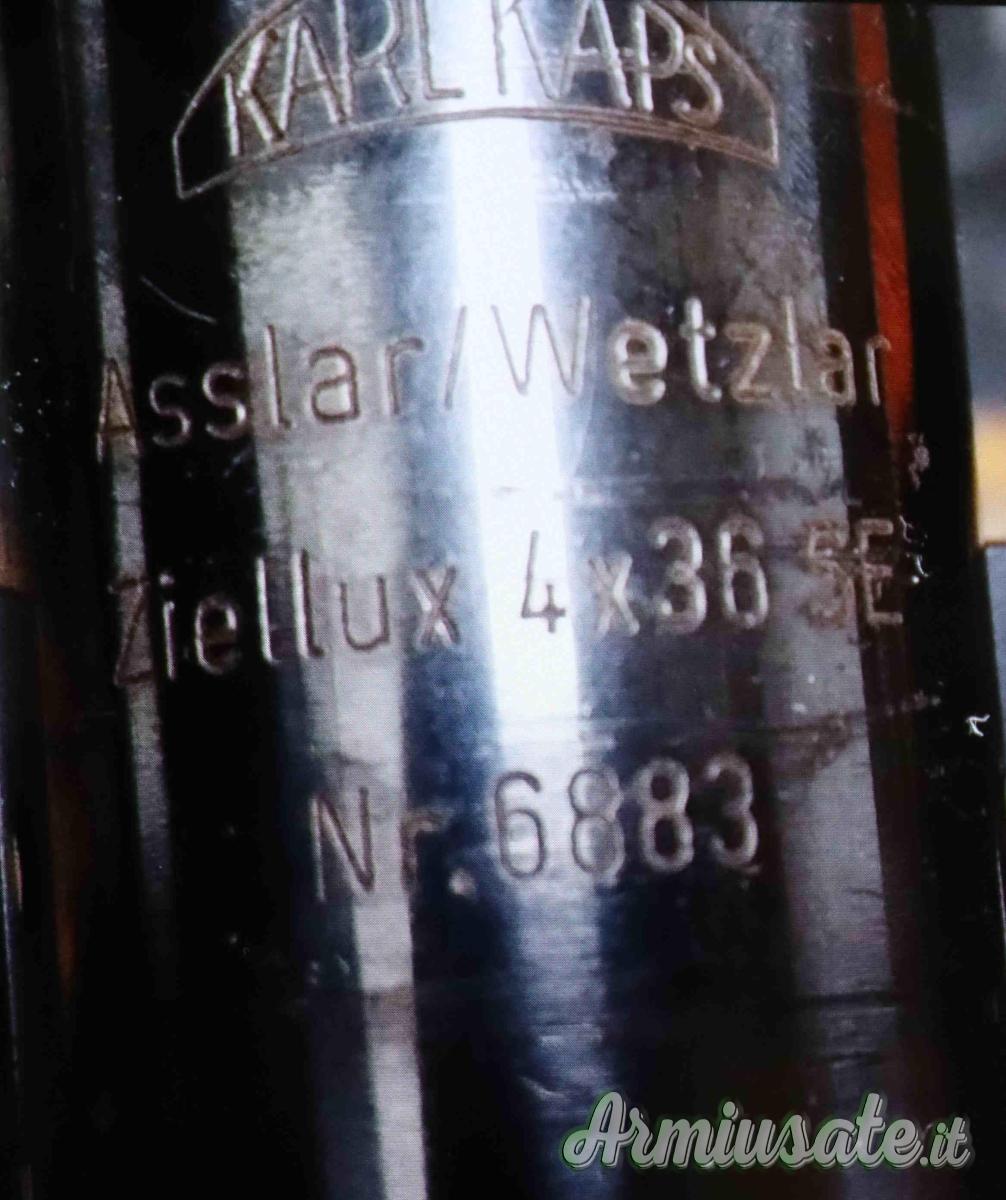 KARL KAPS
Asslar/Wetzlar
Ziellux 4x36 SE
Nr.6883
Armiusate.it